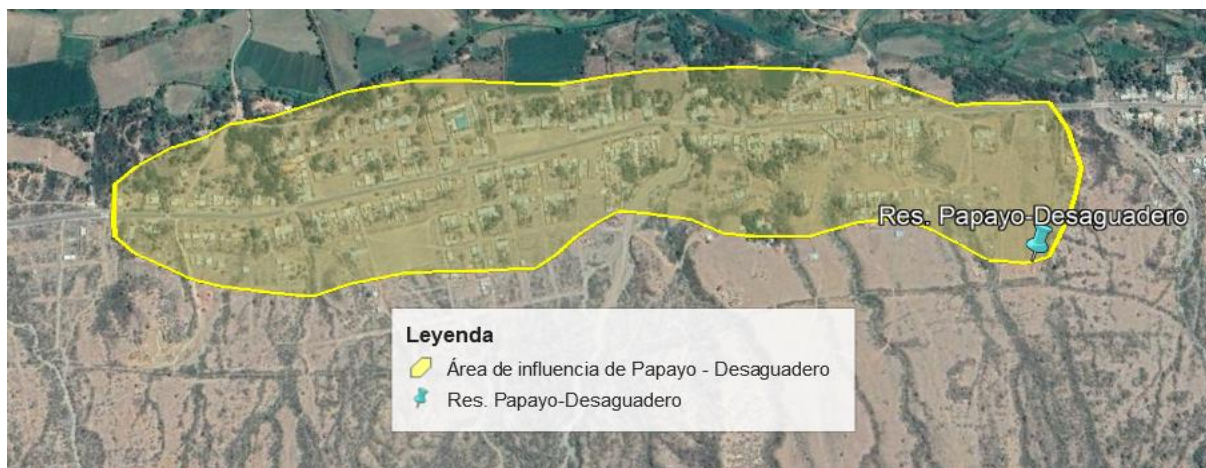 Res. Papayo-Desaguadero
Leyenda
Área de influencia de Papayo - Desaguadero
Res. Papayo-Desaguadero